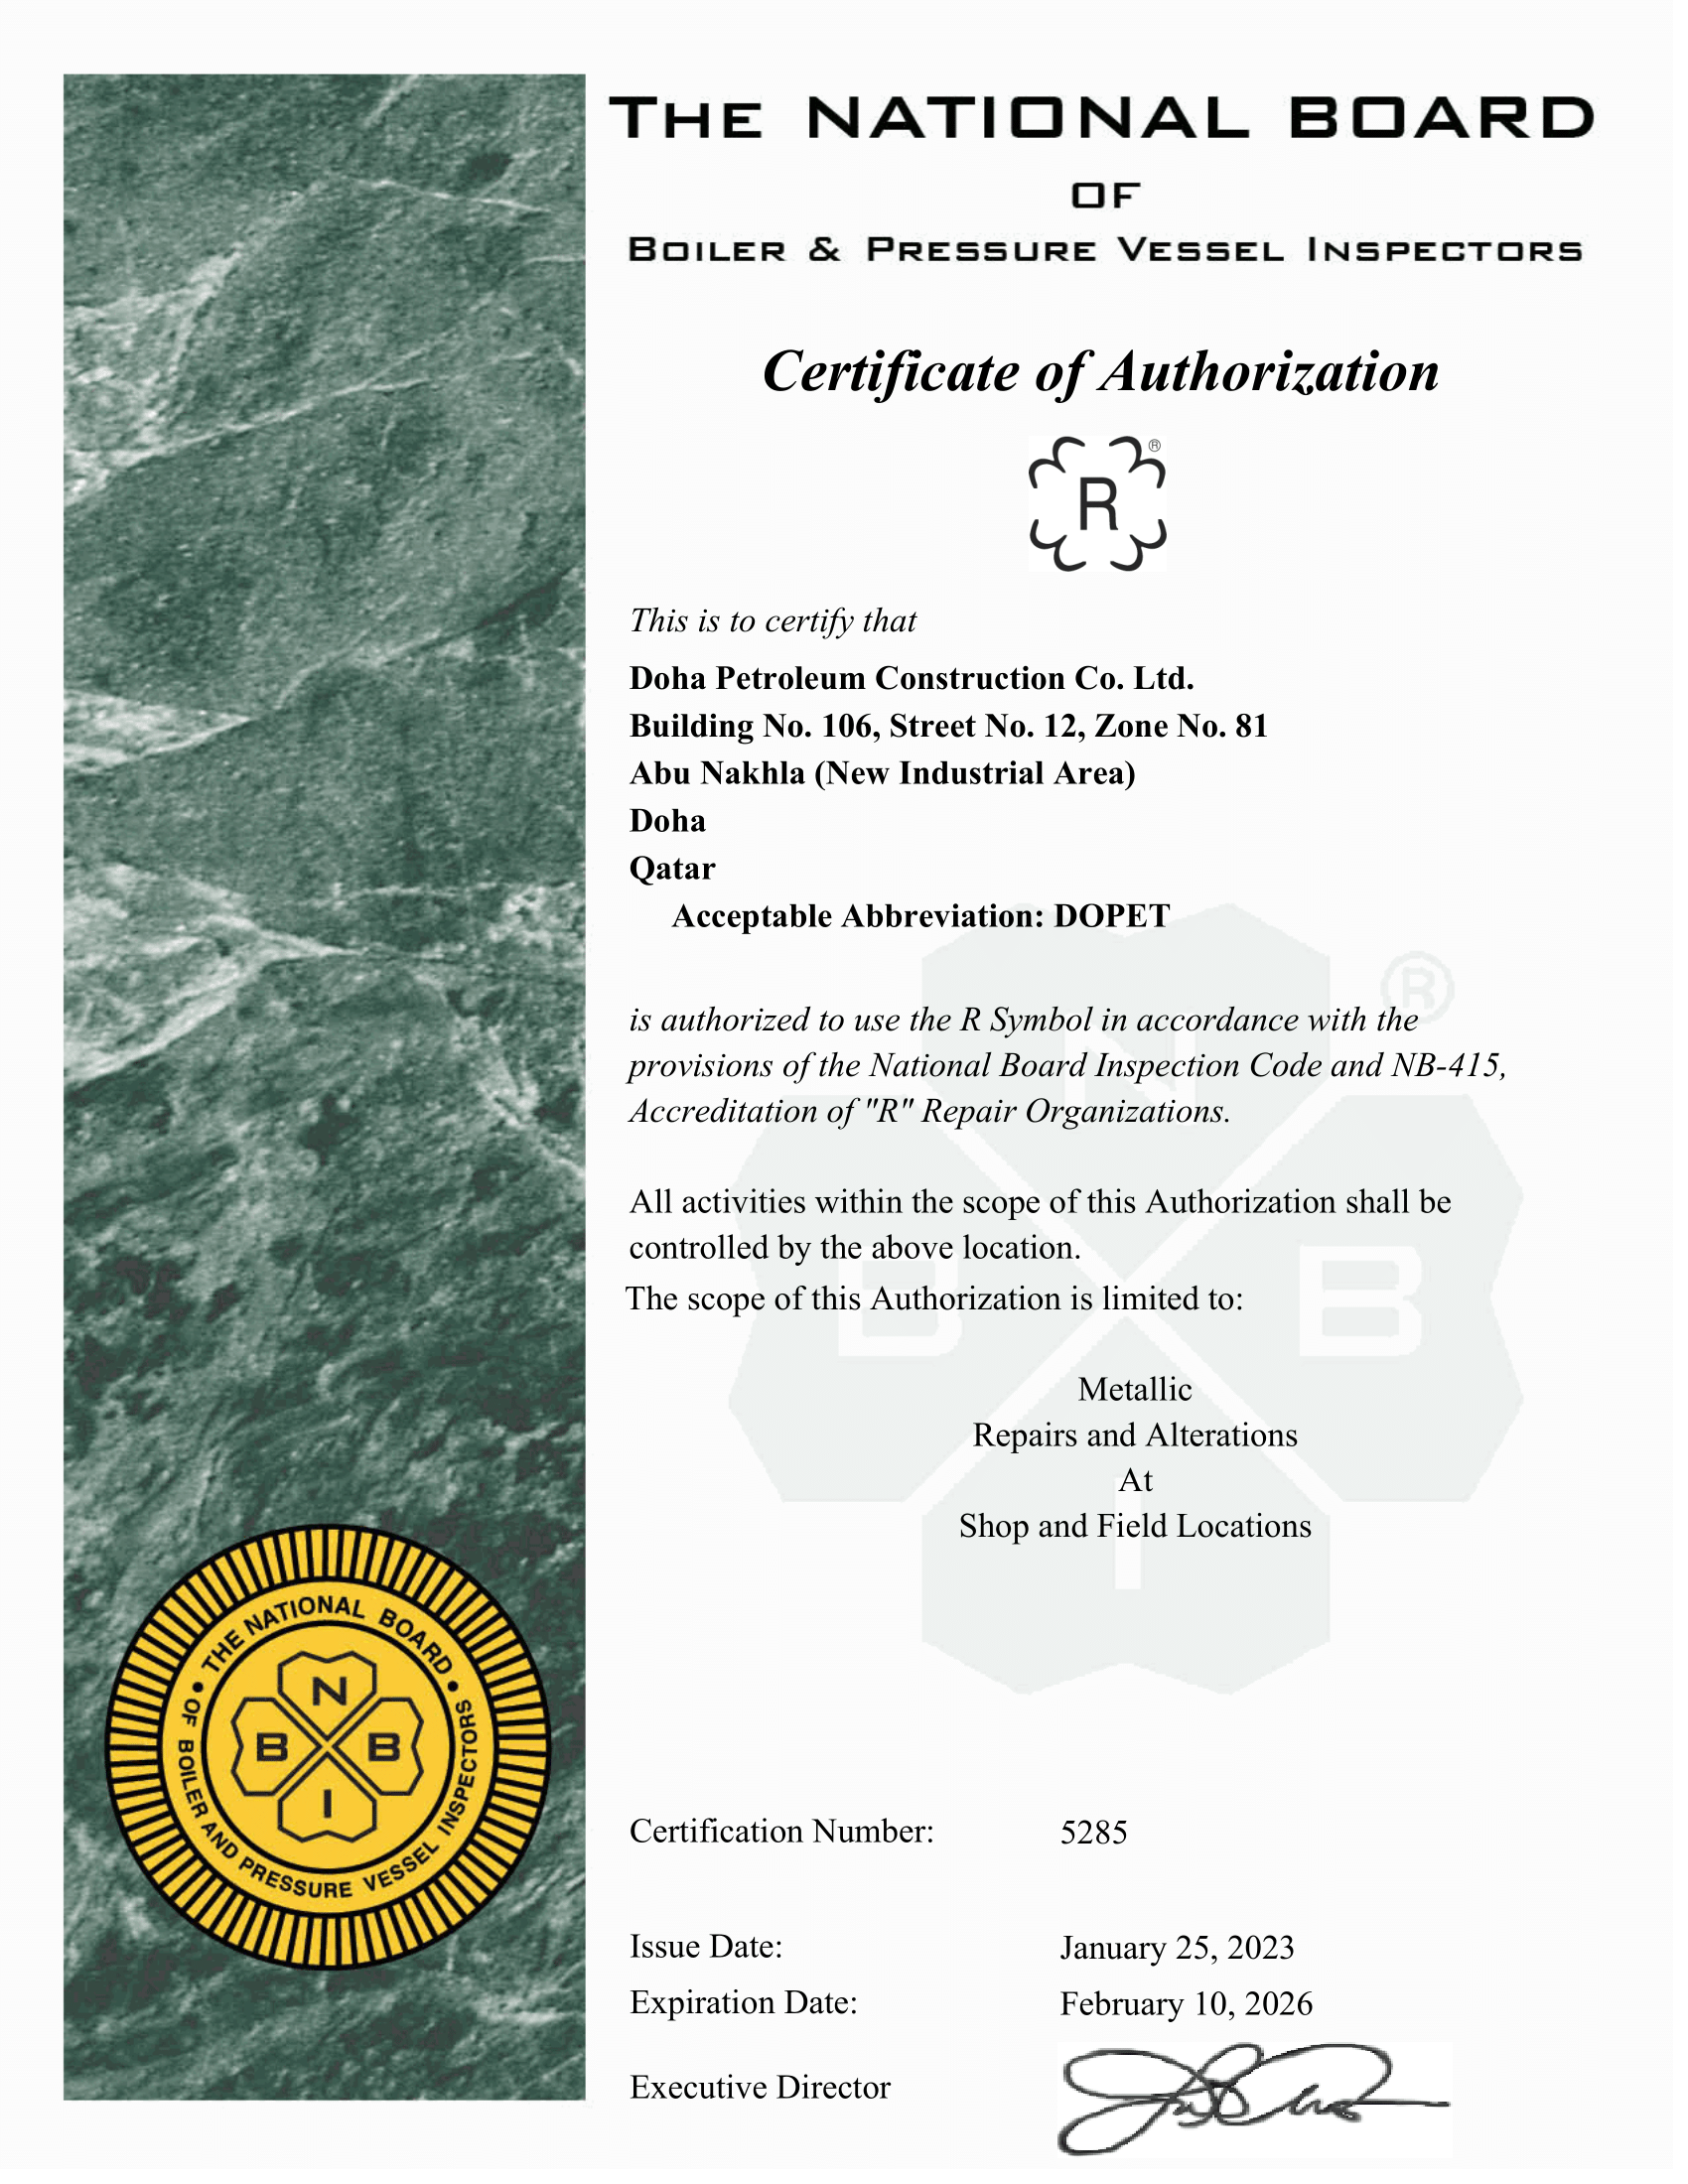 THE NATIONAL BOARD
OF
BOILER & PRESSURE VESSEL INSPECTORS
Certificate of Authorization
R ®
This is to certify that
Doha Petroleum Construction Co. Ltd.
Building No. 106, Street No. 12, Zone No. 81
Abu Nakhla (New Industrial Area)
Doha
Qatar
Acceptable Abbreviation: DOPET
is authorized to use the R Symbol in accordance with the
provisions of the National Board Inspection Code and NB-415,
Accreditation of "R" Repair Organizations.
All activities within the scope of this Authorization shall be
controlled by the above location.
The scope of this Authorization is limited to:
Metallic
Repairs and Alterations
At
Shop and Field Locations
N
B B
I
®
THE NATIONAL BOARD
OF BOILER AND PRESSURE VESSEL INSPECTORS
N
B B
I
Certification Number: 5285
Issue Date: January 25, 2023
Expiration Date: February 10, 2026
Executive Director